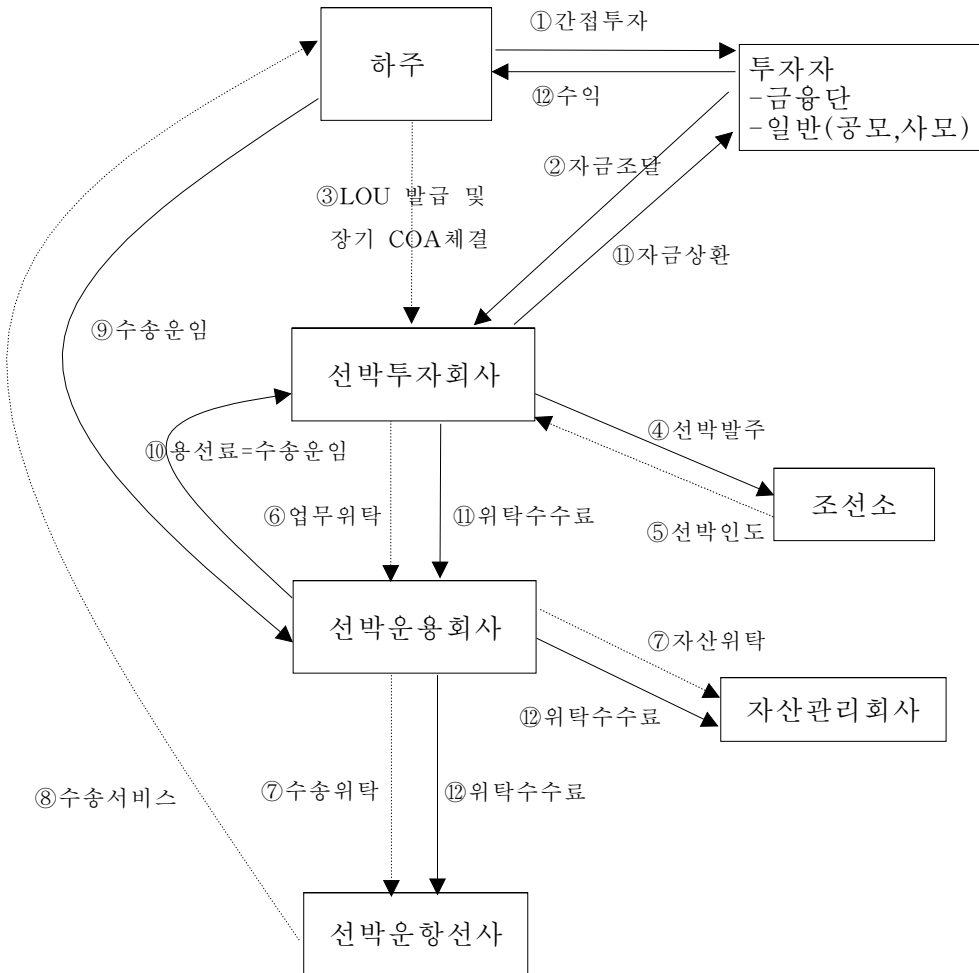 ①간접투자
하주
투자자
-금융단
-일반(공모,사모)
⑫수익
②자금조달
③LOU 발급 및
장기 COA체결
⑪자금상환
⑨수송운임
선박투자회사
④선박발주
⑩용선료=수송운임
조선소
⑥업무위탁
⑪위탁수수료
⑤선박인도
선박운용회사
⑦자산위탁
자산관리회사
⑫위탁수수료
⑧수송서비스
⑦수송위탁
⑫위탁수수료
선박운항선사